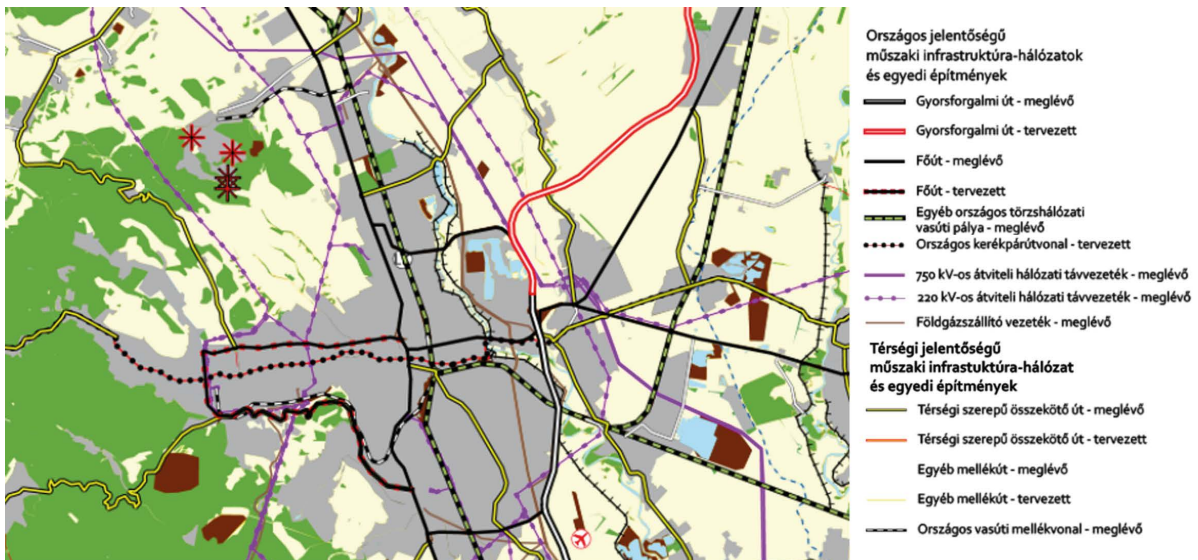 Országos jelentőségű
műszaki infrastruktúra-hálózatok
és egyedi építmények
Gyorsforgalmi út - meglévő
Gyorsforgalmi út - tervezett
Főút - meglévő
Főút - tervezett
Egyéb országos törzshálózati
vasúti pálya - meglévő
Országos kerékpárútvonal - tervezett
750 kV-os átviteli hálózati távvezeték - meglévő
220 kV-os átviteli hálózati távvezeték - meglévő
Földgázszállító vezeték - meglévő
Térségi jelentőségű
műszaki infrastuktúra-hálózat
és egyedi építmények
Térségi szerepű összekötő út - meglévő
Térségi szerepű összekötő út - tervezett
Egyéb mellékút - meglévő
Egyéb mellékút - tervezett
Országos vasúti mellékvonal - meglévő